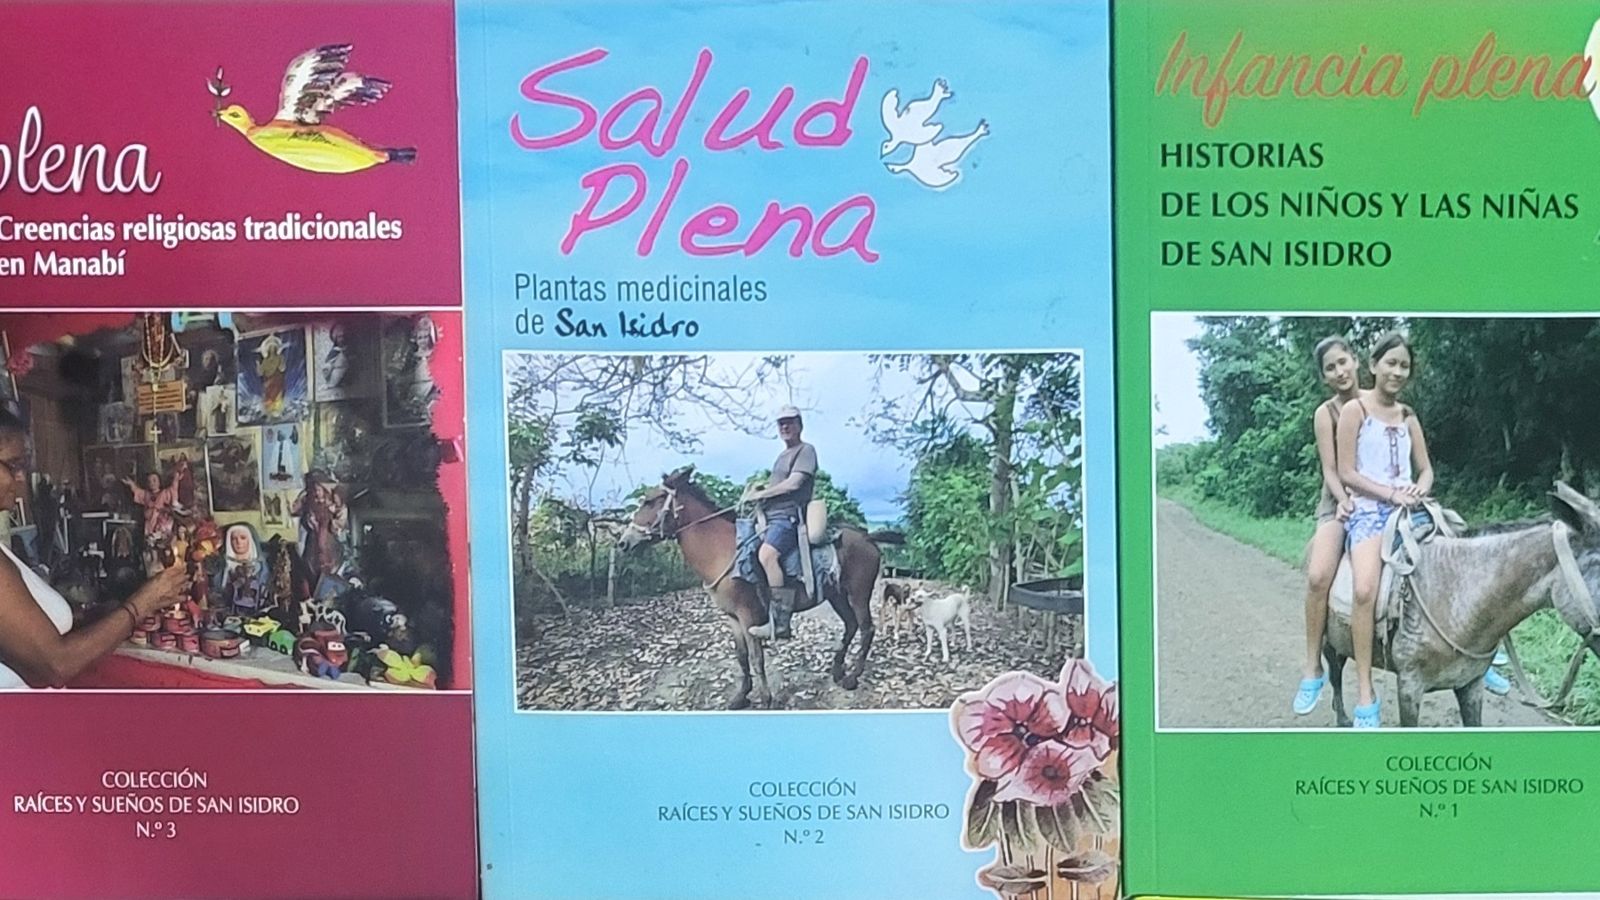 plena
Creencias religiosas tradicionales
en Manabí
COLECCIÓN
RAÍCES Y SUEÑOS DE SAN ISIDRO
N.º 3
Salud
Plena
Plantas medicinales
de San Isidro
COLECCIÓN
RAÍCES Y SUEÑOS DE SAN ISIDRO
N.º 2
Infancia plena
HISTORIAS
DE LOS NIÑOS Y LAS NIÑAS
DE SAN ISIDRO
COLECCIÓN
RAÍCES Y SUEÑOS DE SAN ISIDRO
N.º 1